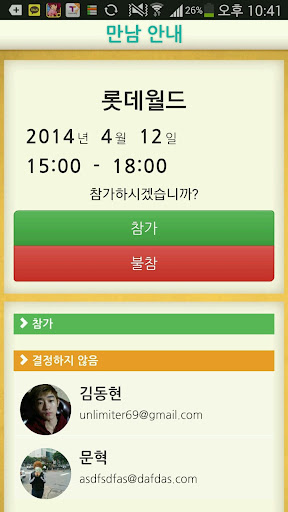 26% 오후 10:41
만남 안내
롯데월드
2014년 4월 12일
15:00 - 18:00
참가하시겠습니까?
참가
불참
참가
결정하지 않음
김동현
unlimiter69@gmail.com
문혁
asdfsdfas@dafdas.com